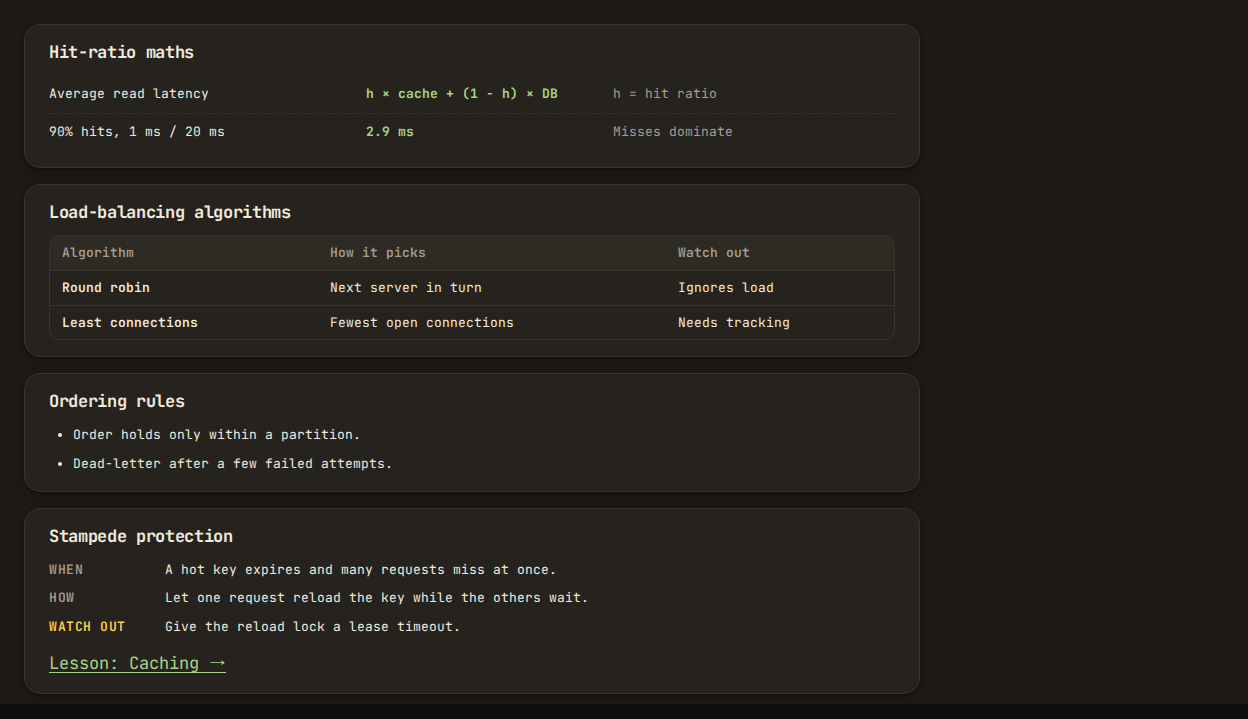 Hit-ratio maths
Average read latency h × cache + (1 - h) × DB h = hit ratio
90% hits, 1 ms / 20 ms 2.9 ms Misses dominate
Load-balancing algorithms
Algorithm How it picks Watch out
Round robin Next server in turn Ignores load
Least connections Fewest open connections Needs tracking
Ordering rules
• Order holds only within a partition.
• Dead-letter after a few failed attempts.
Stampede protection
WHEN A hot key expires and many requests miss at once.
HOW Let one request reload the key while the others wait.
WATCH OUT Give the reload lock a lease timeout.
Lesson: Caching →